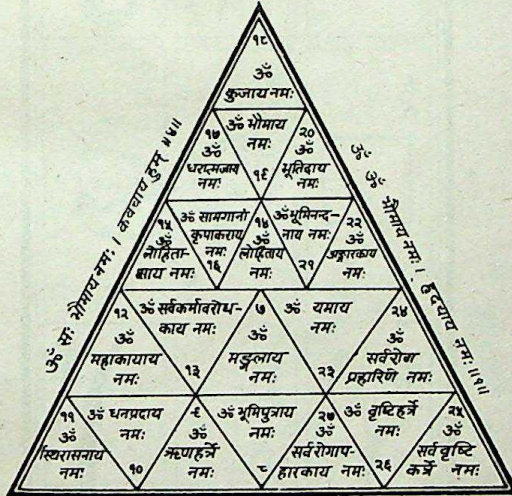 १८
ॐ
कुजाय नमः
१७
ॐ
धरात्मजाय
नमः
ॐ भौमाय
नमः
१९
२०
ॐ
भूतिदाय
नमः
१५
ॐ
लौहिता-
क्षाय नमः
ॐ सामगानां
कृपाकराय
नमः
१६
१४
ॐ
लोहिताय
नमः
ॐ भूमिनन्द-
नाय नमः
२१
२२
ॐ
अङ्गारकाय
नमः
१२
ॐ
महाकायाय
नमः
ॐ सर्वकर्मावरोध-
काय नमः
१३
७
ॐ
मङ्गलाय
नमः
ॐ यमाय
नमः
२३
२४
ॐ
सर्वरोगा
प्रहारिणे नमः
११
ॐ
स्थिरासनाय
नमः
ॐ धनप्रदाय
नमः
१०
९
ॐ
ऋणहर्त्रे
नमः
ॐ भूमिपुत्राय
नमः
८
२७
ॐ
सर्वरोगाप-
हारकाय नमः
ॐ वृष्टिहर्त्रे
नमः
२६
२५
ॐ
सर्व वृष्टि
कर्त्रे नमः
ॐ सः भौमाय नमः । कवचाय हुम् ॥४॥
ॐ ॐ भौमाय नमः । हृदयाय नमः ॥१॥